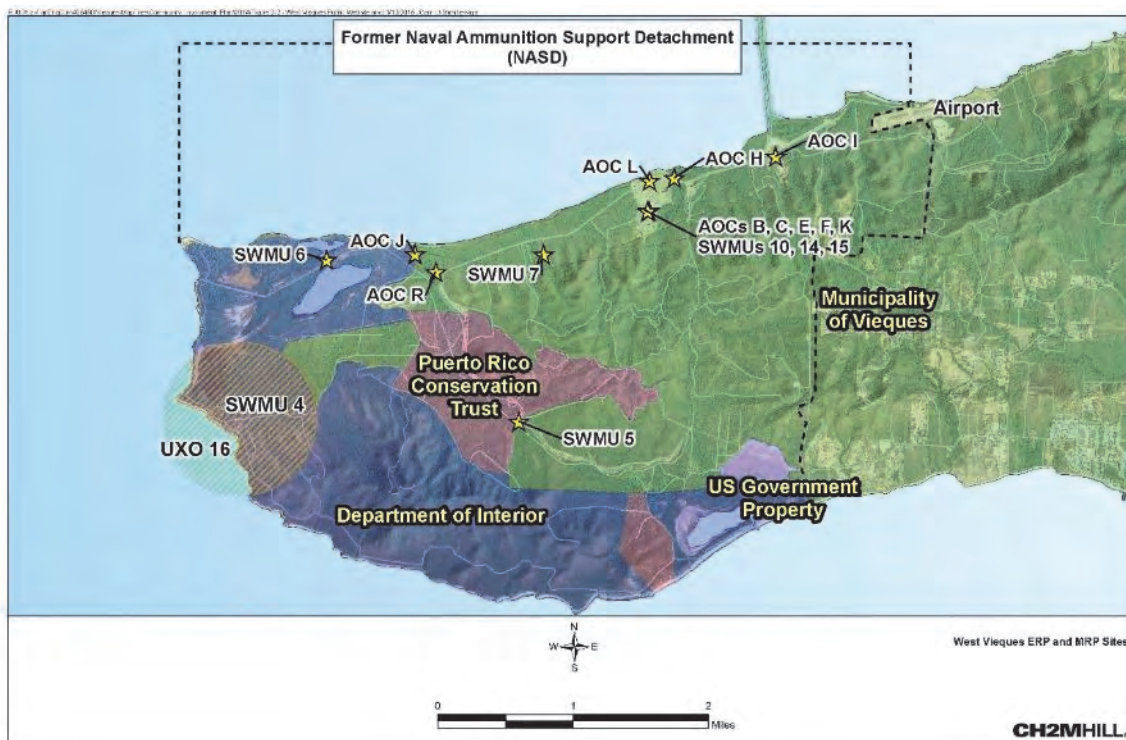 Former Naval Ammunition Support Detachment
(NASD)
Airport
AOC I
AOC H
AOC L
AOCs B, C, E, F, K
SWMUs 10, 14, 15
SWMU 6
AOC J
AOC R
SWMU 7
Municipality
of Vieques
Puerto Rico
Conservation
Trust
SWMU 4
UXO 16
SWMU 5
US Government
Property
Department of Interior
N
W E
S
West Vieques ERP and MRP Sites
0 1 2
Miles
CH2MHILL